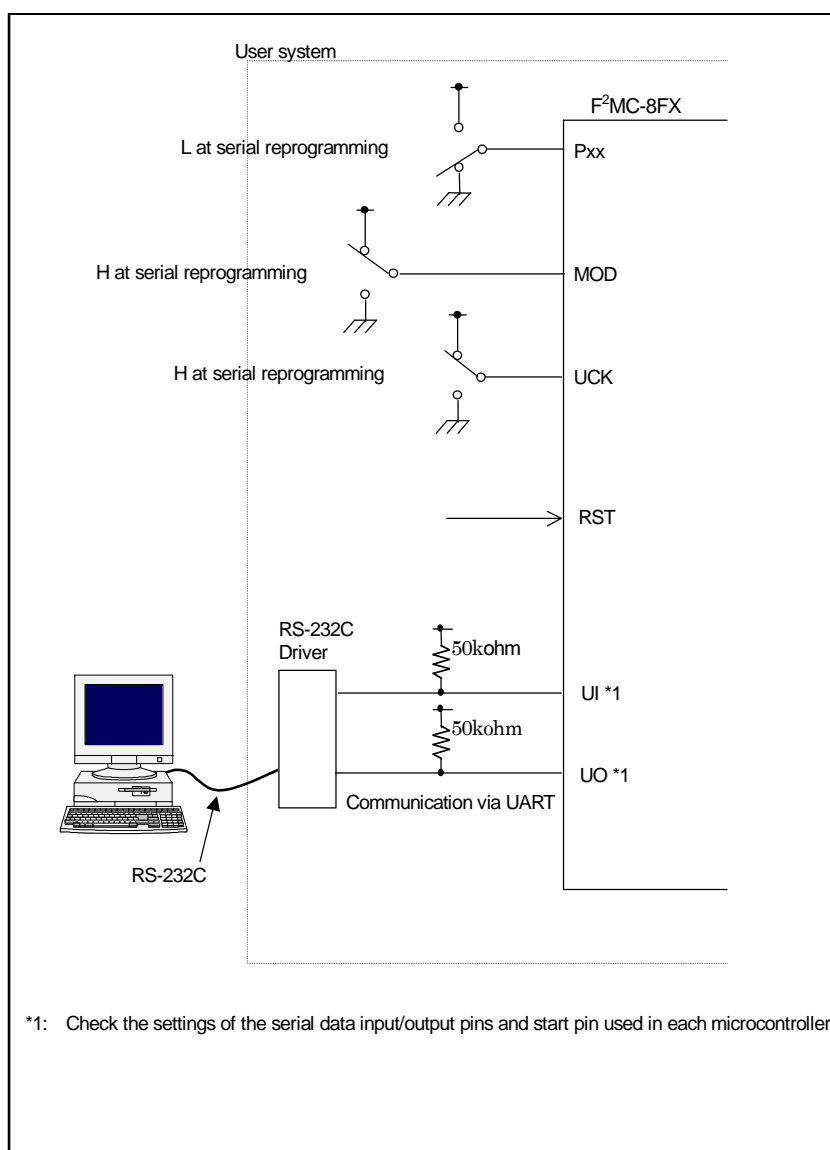 User system
F²MC-8FX
L at serial reprogramming
Pxx
H at serial reprogramming
MOD
H at serial reprogramming
UCK
RST
RS-232C
Driver
50kohm
UI *1
50kohm
UO *1
Communication via UART
RS-232C
*1: Check the settings of the serial data input/output pins and start pin used in each microcontroller